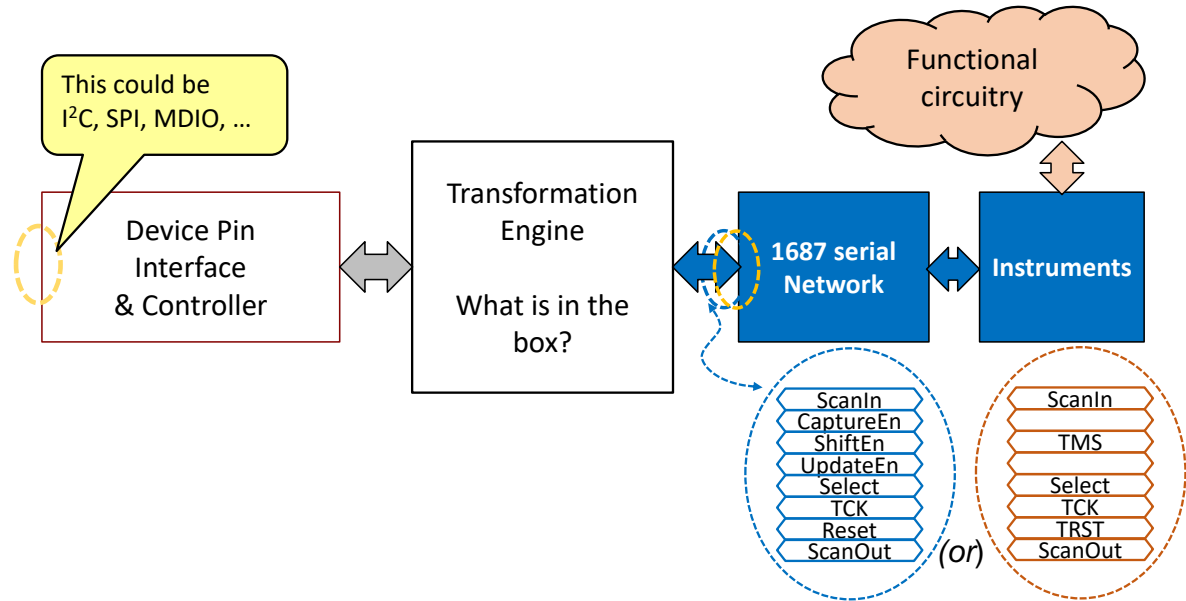 This could be
I²C, SPI, MDIO, …
Functional
circuitry
Device Pin
Interface
& Controller
Transformation
Engine
What is in the
box?
1687 serial
Network
Instruments
ScanIn
CaptureEn
ShiftEn
UpdateEn
Select
TCK
Reset
ScanOut
(or)
ScanIn
TMS
Select
TCK
TRST
ScanOut